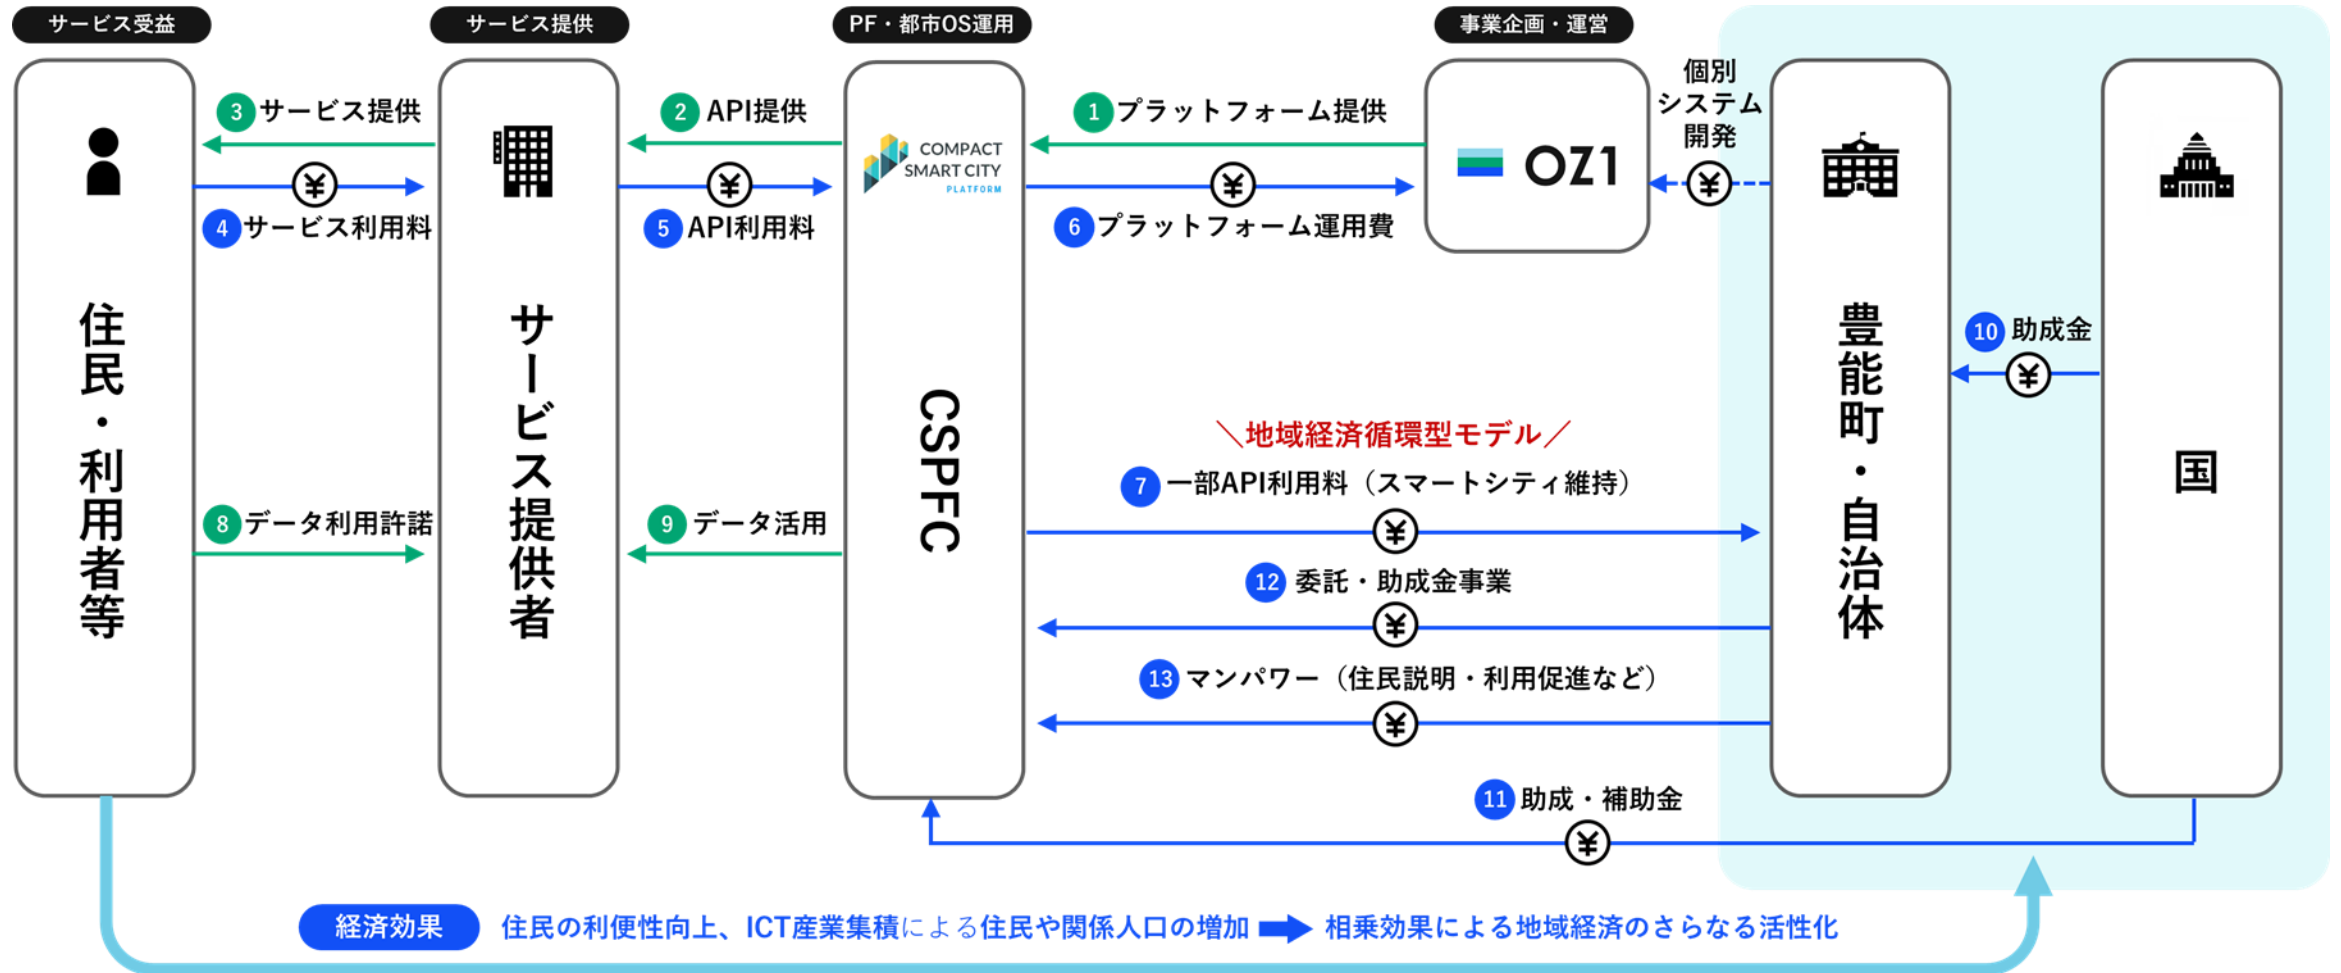 サービス受益
サービス提供
PF・都市OS運用
事業企画・運営
3 サービス提供
4 サービス利用料
住民・利用者等
8 データ利用許諾
2 API提供
5 API利用料
サービス提供者
9 データ活用
COMPACT
SMART CITY
PLATFORM
CSPFC
1 プラットフォーム提供
6 プラットフォーム運用費
OZ1
個別
システム
開発
豊能町・自治体
10 助成金
国
＼地域経済循環型モデル／
7 一部API利用料（スマートシティ維持）
12 委託・助成金事業
13 マンパワー（住民説明・利用促進など）
11 助成・補助金
経済効果
住民の利便性向上、ICT産業集積による住民や関係人口の増加
相乗効果による地域経済のさらなる活性化